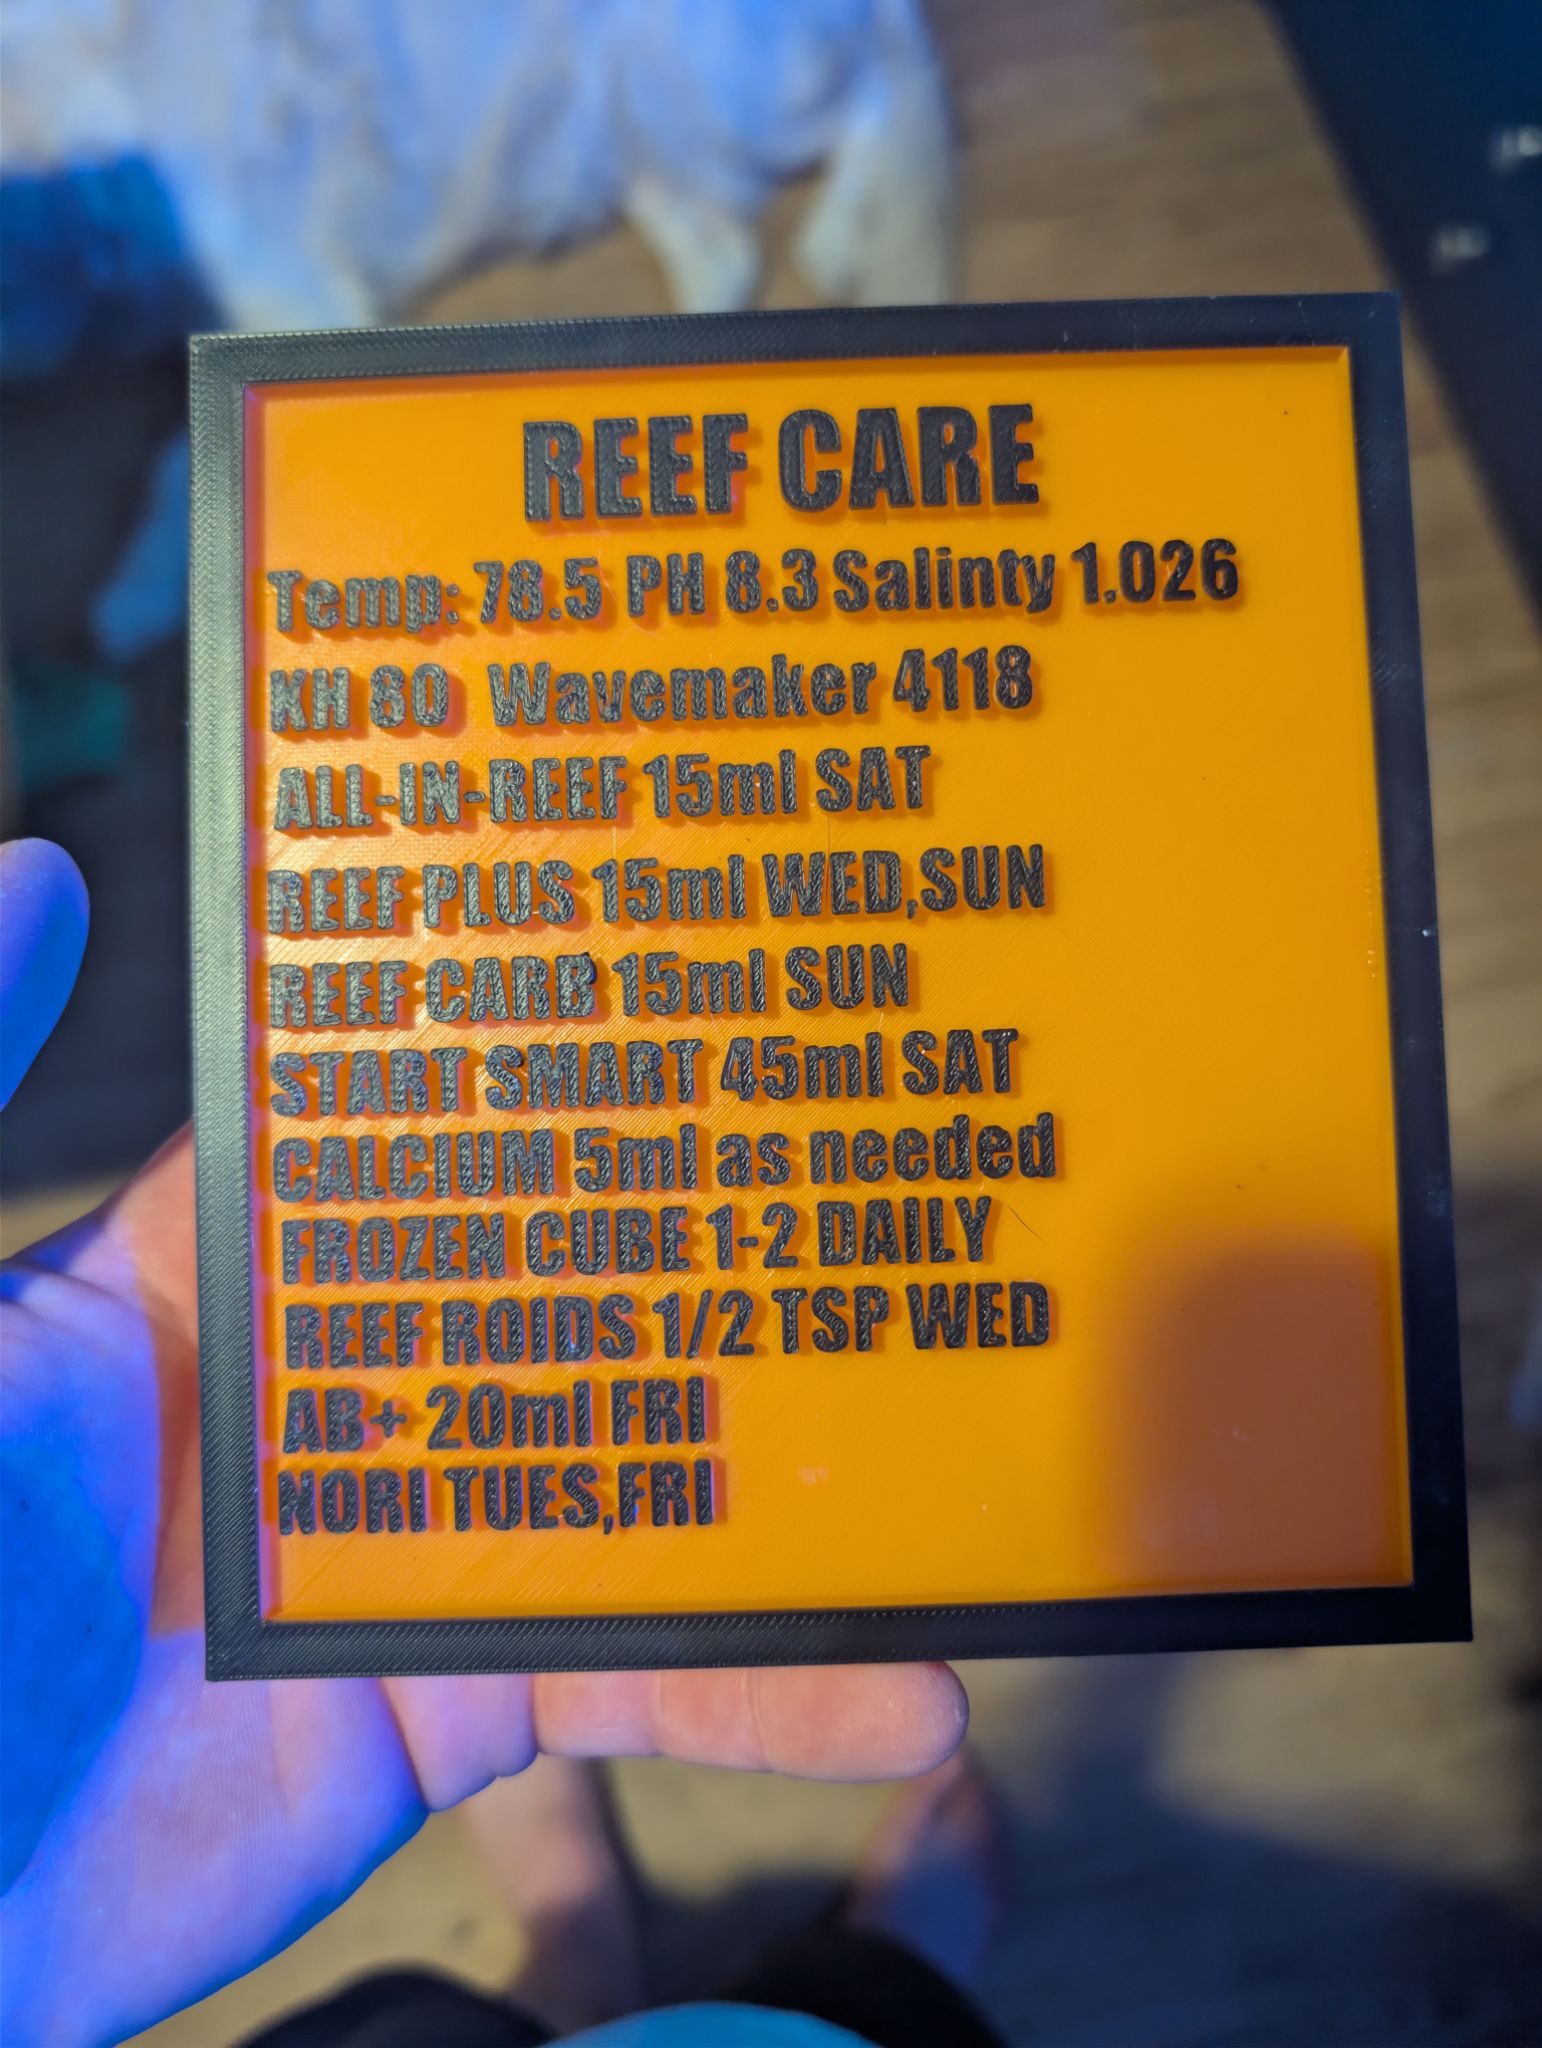 REEF CARE
Temp: 78.5 PH 8.3 Salinty 1.026
KH 80 Wavemaker 4118
ALL-IN-REEF 15ml SAT
REEF PLUS 15ml WED,SUN
REEF CARB 15ml SUN
START SMART 45ml SAT
CALCIUM 5ml as needed
FROZEN CUBE 1-2 DAILY
REEF ROIDS 1/2 TSP WED
AB+ 20ml FRI
NORI TUES,FRI